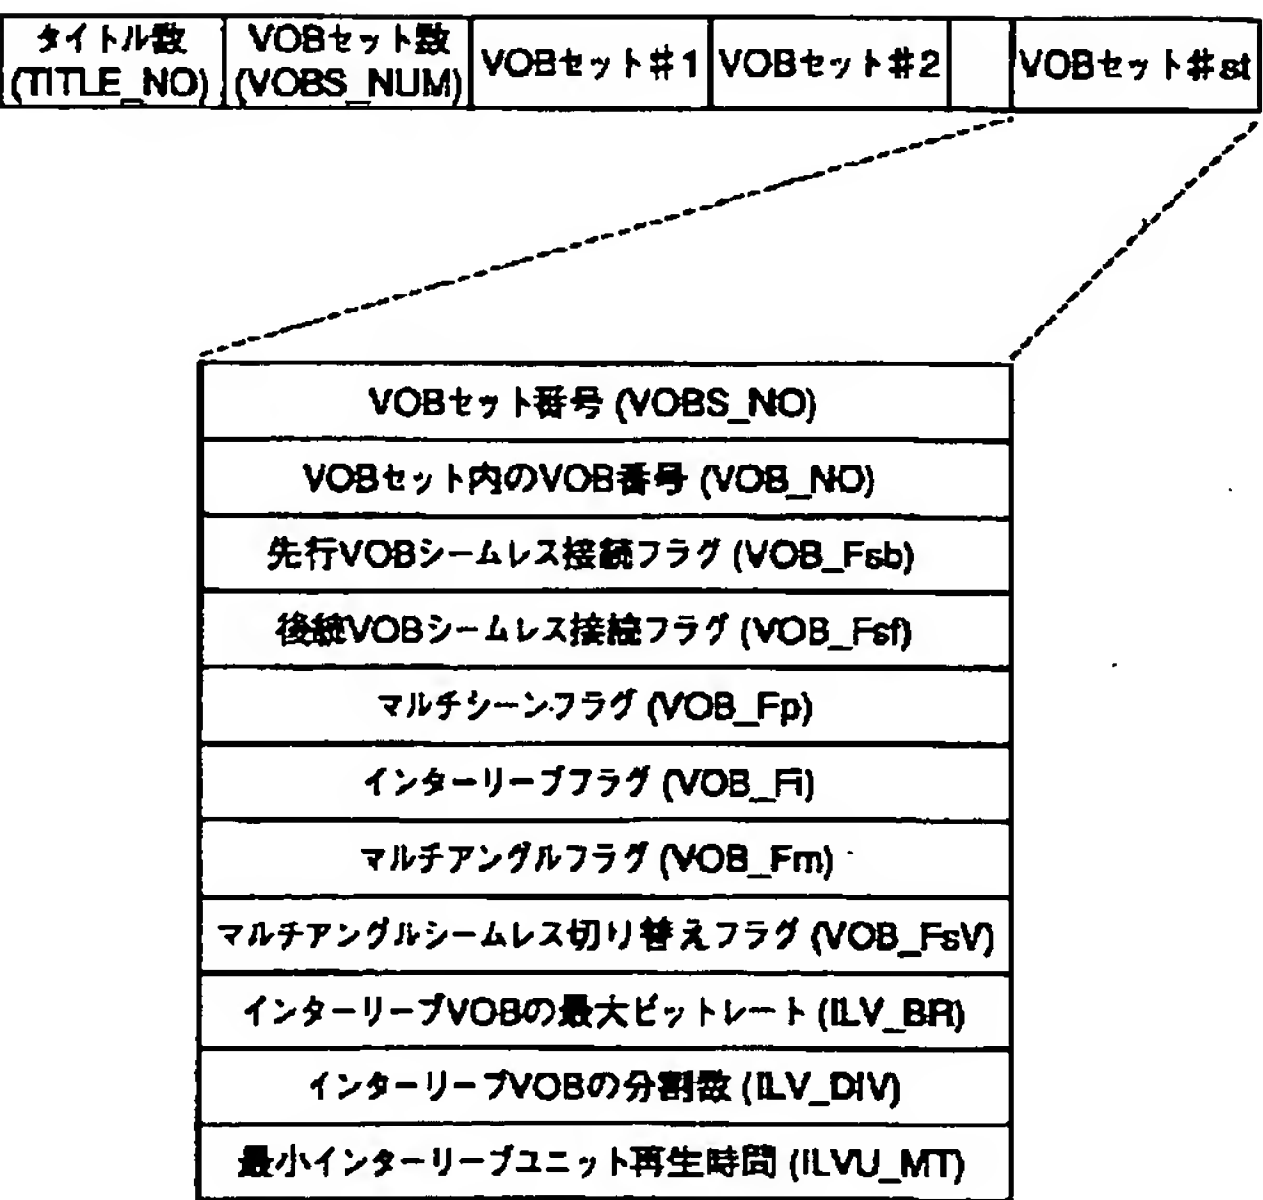 タイトル数
(TITLE_NO)
VOBセット数
(VOBS_NUM)
VOBセット#1
VOBセット#2
VOBセット#st
VOBセット番号 (VOBS_NO)
VOBセット内のVOB番号 (VOB_NO)
先行VOBシームレス接続フラグ (VOB_Fsb)
後続VOBシームレス接続フラグ (VOB_Fsf)
マルチシーンフラグ (VOB_Fp)
インターリーブフラグ (VOB_Fi)
マルチアングルフラグ (VOB_Fm)
マルチアングルシームレス切り替えフラグ (VOB_FsV)
インターリーブVOBの最大ビットレート (ILV_BR)
インターリーブVOBの分割数 (ILV_DIV)
最小インターリーブユニット再生時間 (ILVU_MT)